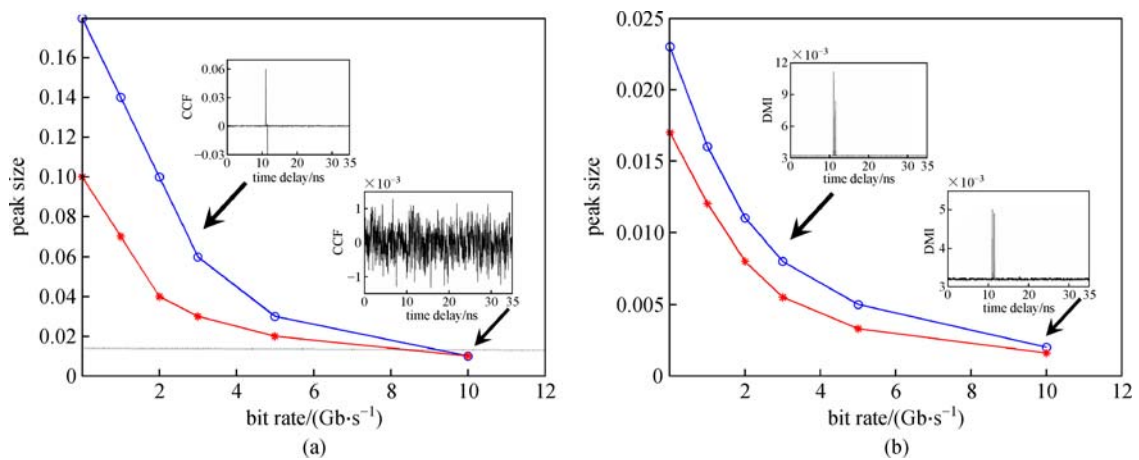 0.18
0.16
0.14
0.12
0.10
0.08
0.06
0.04
0.02
0
peak size
0 2 4 6 8 10 12
bit rate/(Gb·s⁻¹)
(a)
0.06
0.03
0
−0.03
CCF
0 10 20 30 35
time delay/ns
×10⁻³
1
0
−1
CCF
0 10 20 30 35
time delay/ns
0.025
0.020
0.015
0.010
0.005
0
peak size
0 2 4 6 8 10 12
bit rate/(Gb·s⁻¹)
(b)
×10⁻³
12
9
6
3
DMI
0 10 20 30 35
time delay/ns
×10⁻³
5
4
3
DMI
0 10 20 30 35
time delay/ns